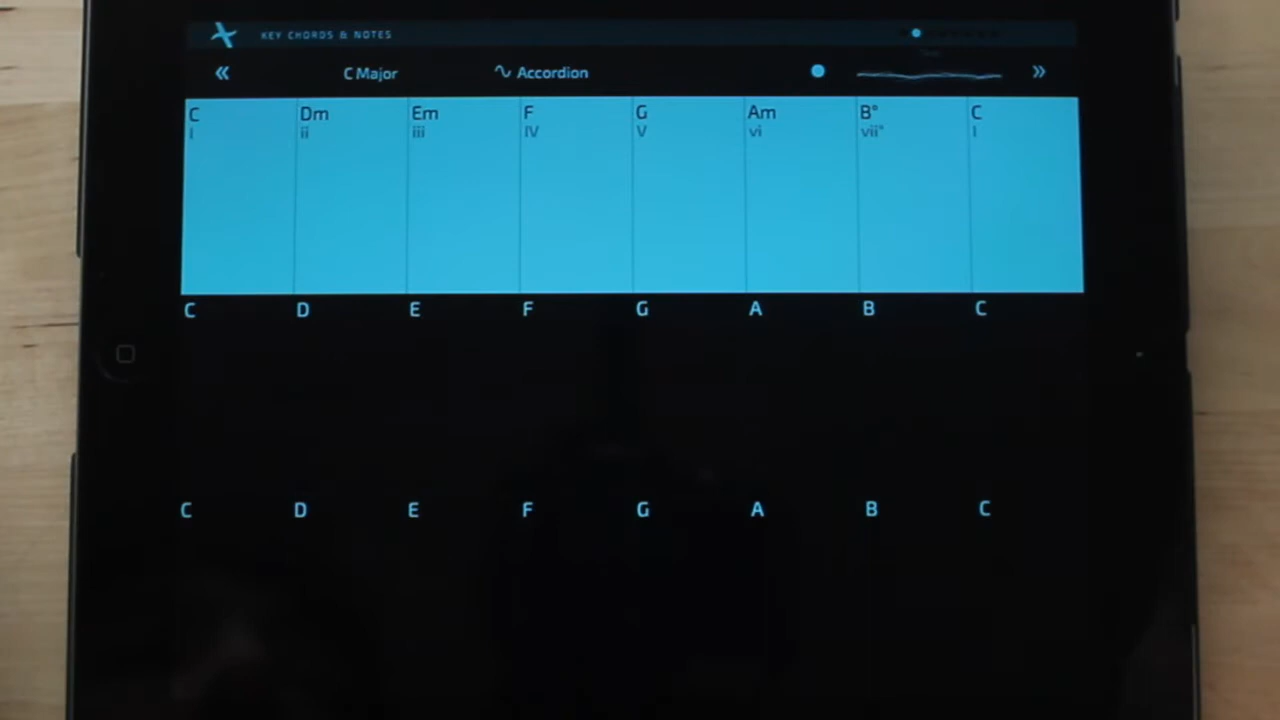 KEY CHORDS & NOTES
« C Major Accordion »
C Dm Em F G Am B° C
I ii iii IV V vi vii° I
C D E F G A B C
C D E F G A B C